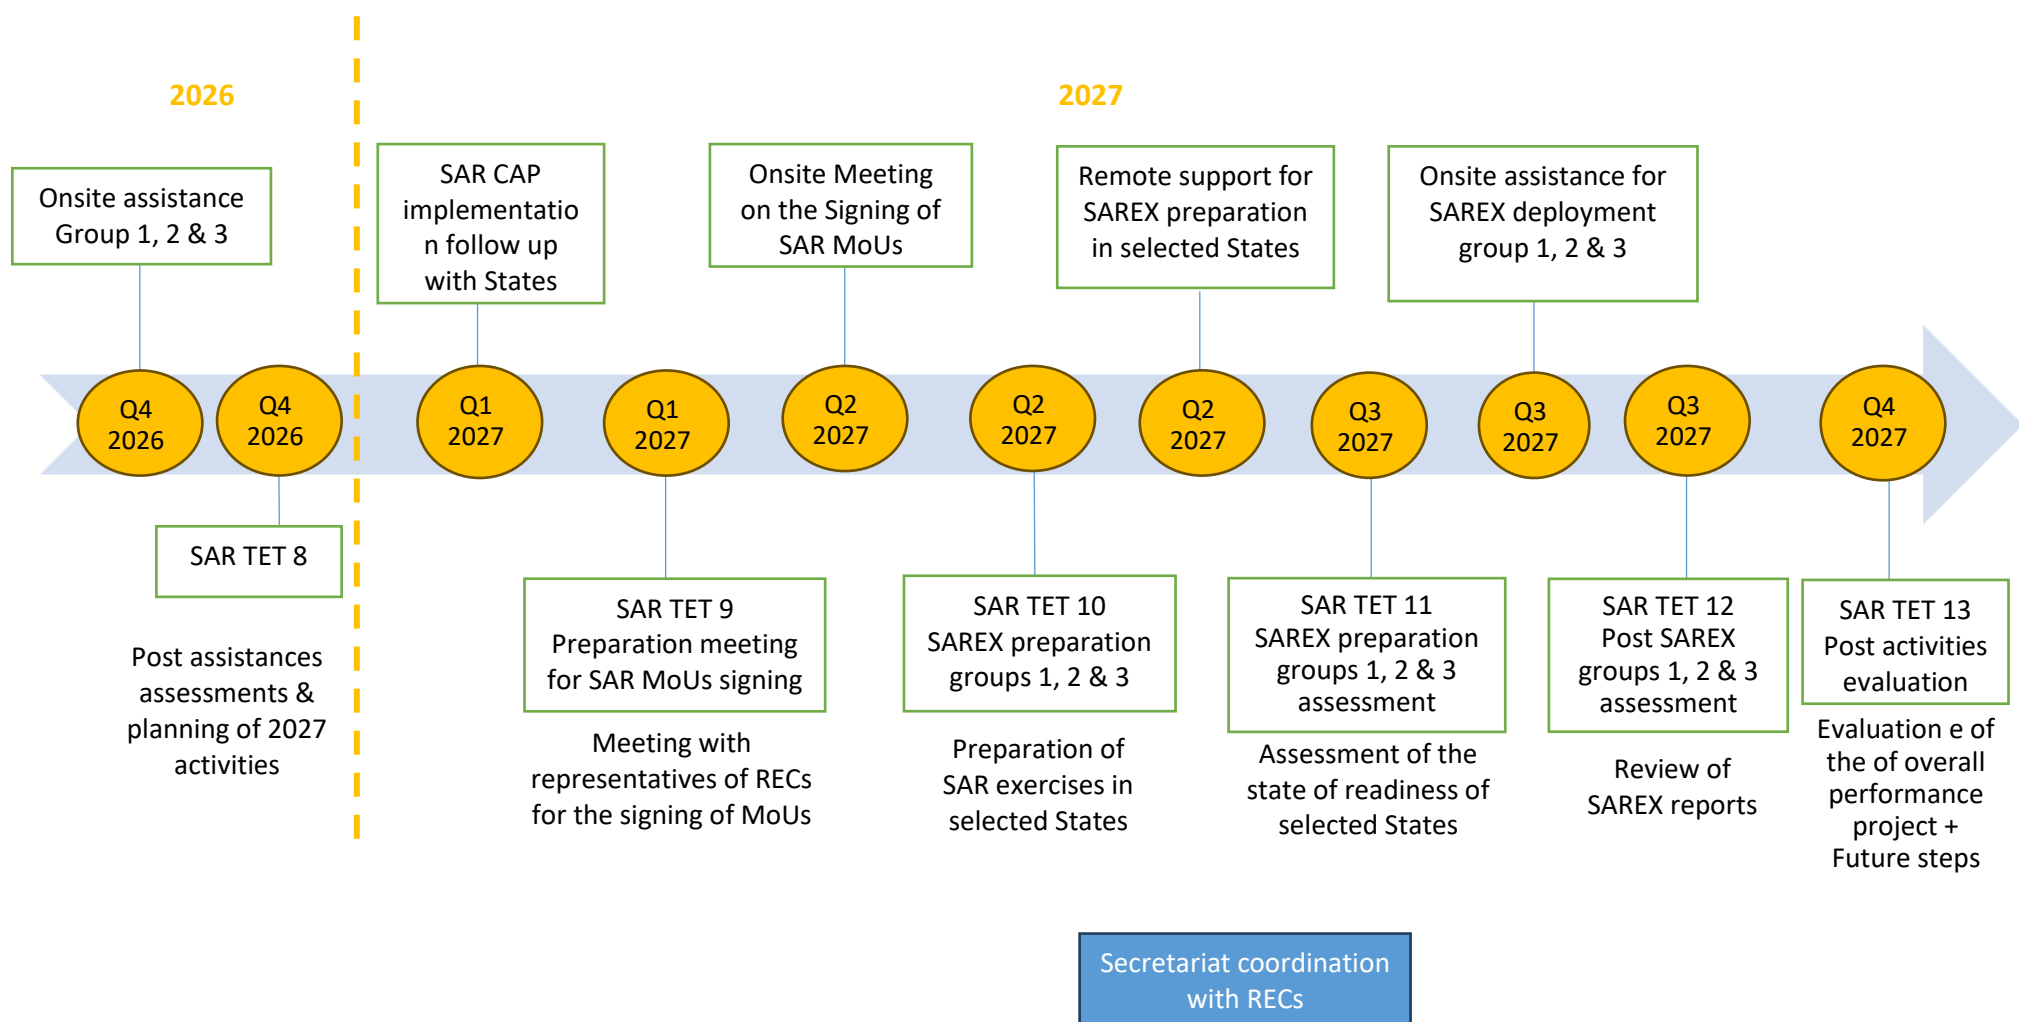 2026
2027
Onsite assistance
Group 1, 2 & 3
SAR CAP
implementatio
n follow up
with States
Onsite Meeting
on the Signing of
SAR MoUs
Remote support for
SAREX preparation
in selected States
Onsite assistance for
SAREX deployment
group 1, 2 & 3
Q4
2026
Q4
2026
Q1
2027
Q1
2027
Q2
2027
Q2
2027
Q2
2027
Q3
2027
Q3
2027
Q3
2027
Q4
2027
SAR TET 8
Post assistances
assessments &
planning of 2027
activities
SAR TET 9
Preparation meeting
for SAR MoUs signing
Meeting with
representatives of RECs
for the signing of MoUs
SAR TET 10
SAREX preparation
groups 1, 2 & 3
Preparation of
SAR exercises in
selected States
SAR TET 11
SAREX preparation
groups 1, 2 & 3
assessment
Assessment of the
state of readiness of
selected States
SAR TET 12
Post SAREX
groups 1, 2 & 3
assessment
Review of
SAREX reports
SAR TET 13
Post activities
evaluation
Evaluation e of
the of overall
performance
project +
Future steps
Secretariat coordination
with RECs